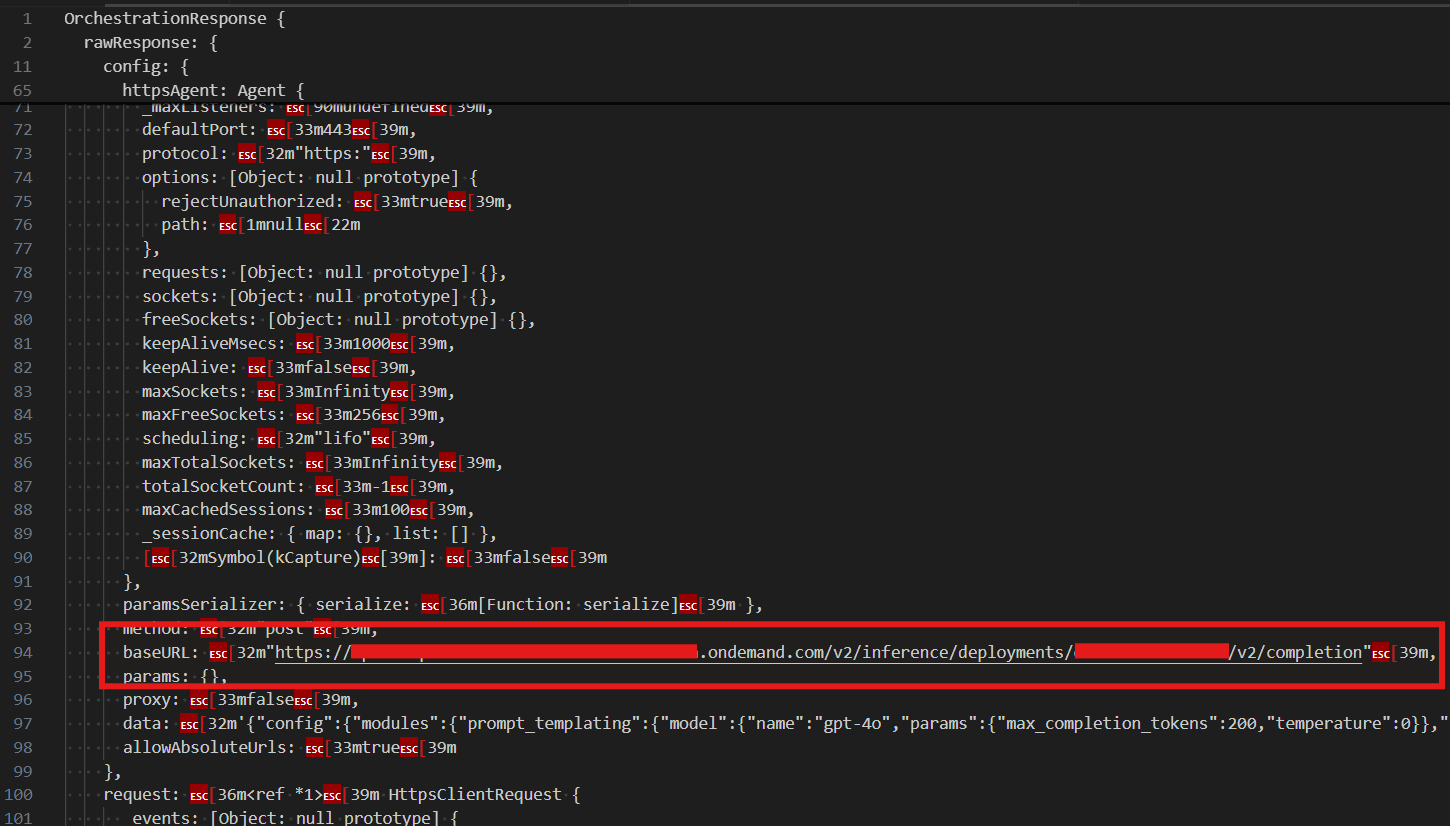 1 OrchestrationResponse {
2 rawResponse: {
11 config: {
65 httpsAgent: Agent {
71 _maxListeners: ESC[90mundefinedESC[39m,
72 defaultPort: ESC[33m443ESC[39m,
73 protocol: ESC[32m"https:"ESC[39m,
74 options: [Object: null prototype] {
75 rejectUnauthorized: ESC[33mtrueESC[39m,
76 path: ESC[1mnullESC[22m
77 },
78 requests: [Object: null prototype] {},
79 sockets: [Object: null prototype] {},
80 freeSockets: [Object: null prototype] {},
81 keepAliveMsecs: ESC[33m1000ESC[39m,
82 keepAlive: ESC[33mfalseESC[39m,
83 maxSockets: ESC[33mInfinityESC[39m,
84 maxFreeSockets: ESC[33m256ESC[39m,
85 scheduling: ESC[32m"lifo"ESC[39m,
86 maxTotalSockets: ESC[33mInfinityESC[39m,
87 totalSocketCount: ESC[33m-1ESC[39m,
88 maxCachedSessions: ESC[33m100ESC[39m,
89 _sessionCache: { map: {}, list: [] },
90 [ESC[32mSymbol(kCapture)ESC[39m]: ESC[33mfalseESC[39m
91 },
92 paramsSerializer: { serialize: ESC[36m[Function: serialize]ESC[39m },
93 method: ESC[32m"post"ESC[39m,
94 baseURL: ESC[32m"https:// .ondemand.com/v2/inference/deployments/ /v2/completion"ESC[39m,
95 params: {},
96 proxy: ESC[33mfalseESC[39m,
97 data: ESC[32m'{"config":{"modules":{"prompt_templating":{"model":{"name":"gpt-4o","params":{"max_completion_tokens":200,"temperature":0}},"
98 allowAbsoluteUrls: ESC[33mtrueESC[39m
99 },
100 request: ESC[36m<ref *1>ESC[39m HttpsClientRequest {
101 events: [Object: null prototype] {